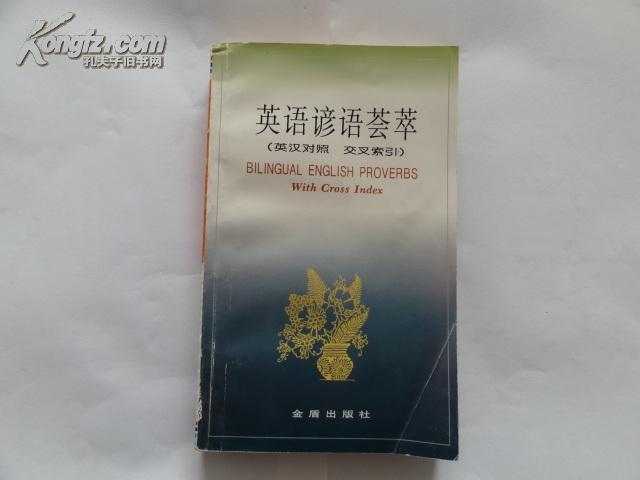 Kongfz.com
孔夫子旧书网
英语谚语荟萃
(英汉对照 交叉索引)
BILINGUAL ENGLISH PROVERBS
With Cross Index
金盾出版社